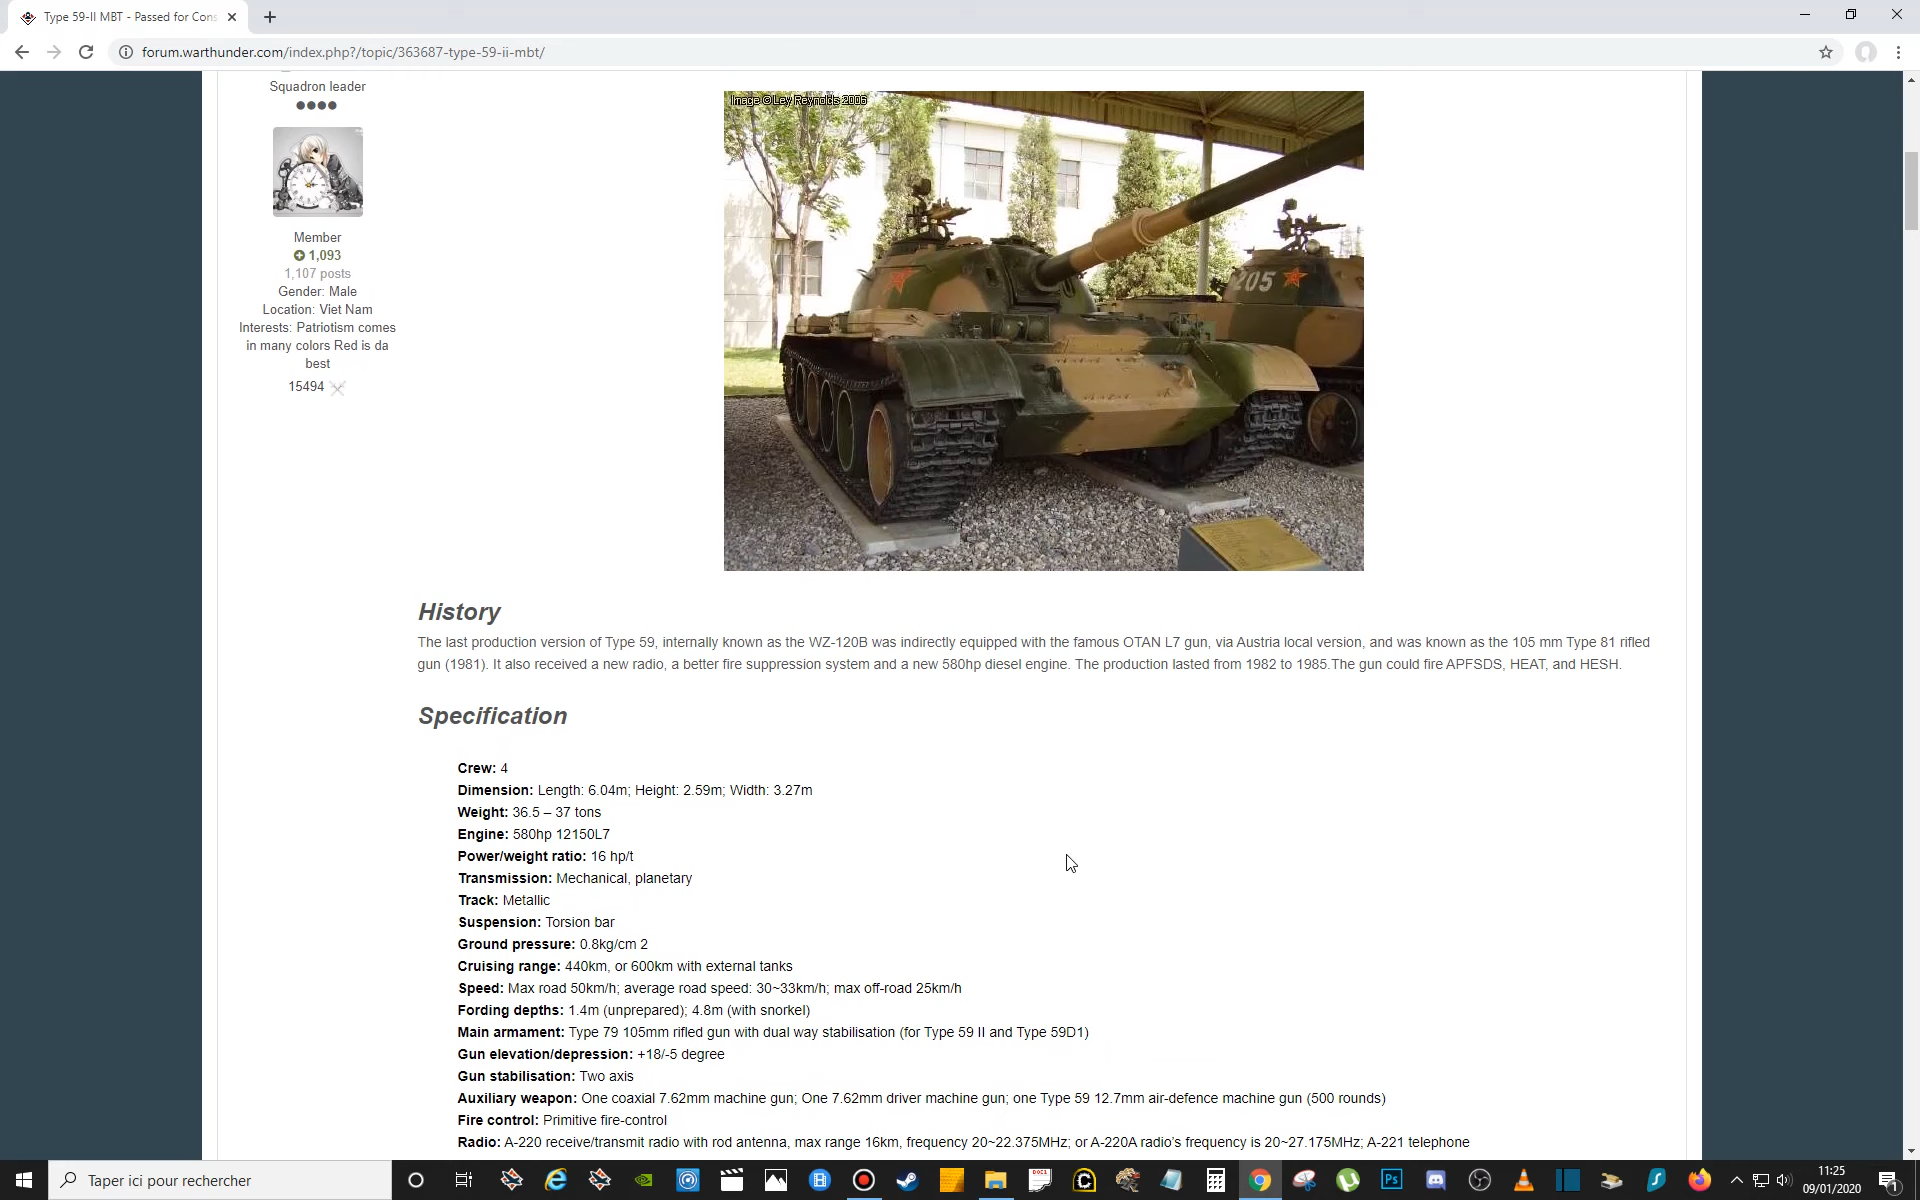 Type 59-II MBT - Passed for Cons
forum.warthunder.com/index.php?/topic/363687-type-59-ii-mbt/
Squadron leader
Member
1,093
1,107 posts
Gender: Male
Location: Viet Nam
Interests: Patriotism comes
in many colors Red is da
best
15494
Image © Lev Reynolds 2006
205
History
The last production version of Type 59, internally known as the WZ-120B was indirectly equipped with the famous OTAN L7 gun, via Austria local version, and was known as the 105 mm Type 81 rifled
gun (1981). It also received a new radio, a better fire suppression system and a new 580hp diesel engine. The production lasted from 1982 to 1985.The gun could fire APFSDS, HEAT, and HESH.
Specification
Crew: 4
Dimension: Length: 6.04m; Height: 2.59m; Width: 3.27m
Weight: 36.5 – 37 tons
Engine: 580hp 12150L7
Power/weight ratio: 16 hp/t
Transmission: Mechanical, planetary
Track: Metallic
Suspension: Torsion bar
Ground pressure: 0.8kg/cm 2
Cruising range: 440km, or 600km with external tanks
Speed: Max road 50km/h; average road speed: 30~33km/h; max off-road 25km/h
Fording depths: 1.4m (unprepared); 4.8m (with snorkel)
Main armament: Type 79 105mm rifled gun with dual way stabilisation (for Type 59 II and Type 59D1)
Gun elevation/depression: +18/-5 degree
Gun stabilisation: Two axis
Auxiliary weapon: One coaxial 7.62mm machine gun; One 7.62mm driver machine gun; one Type 59 12.7mm air-defence machine gun (500 rounds)
Fire control: Primitive fire-control
Radio: A-220 receive/transmit radio with rod antenna, max range 16km, frequency 20~22.375MHz; or A-220A radio's frequency is 20~27.175MHz; A-221 telephone
Taper ici pour rechercher
Ps
11:25
09/01/2020
1